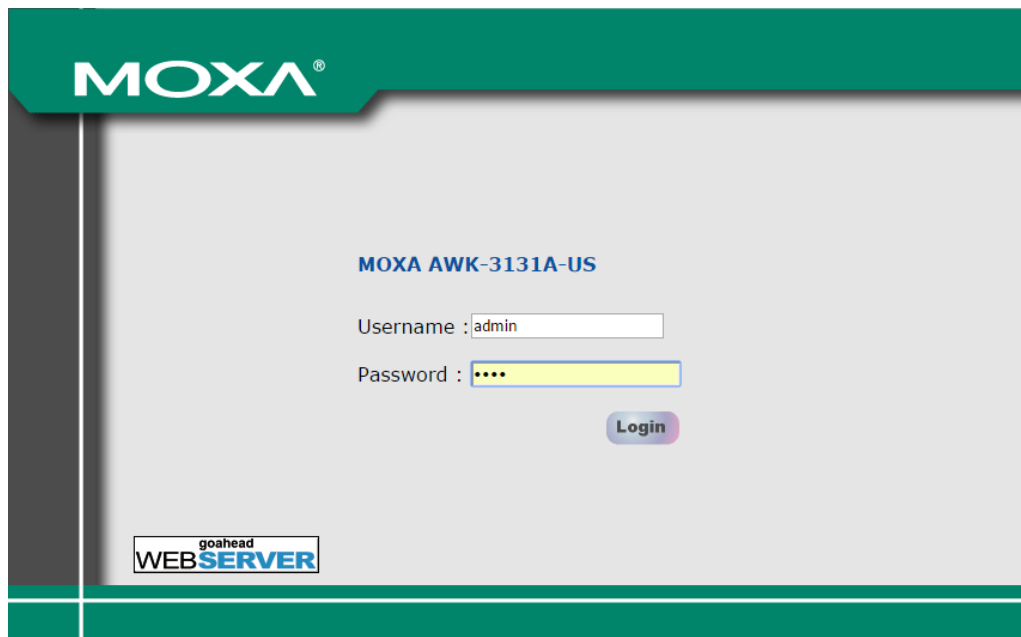 MOXA®
MOXA AWK-3131A-US
Username : admin
Password : ••••
Login
goahead
WEBSERVER